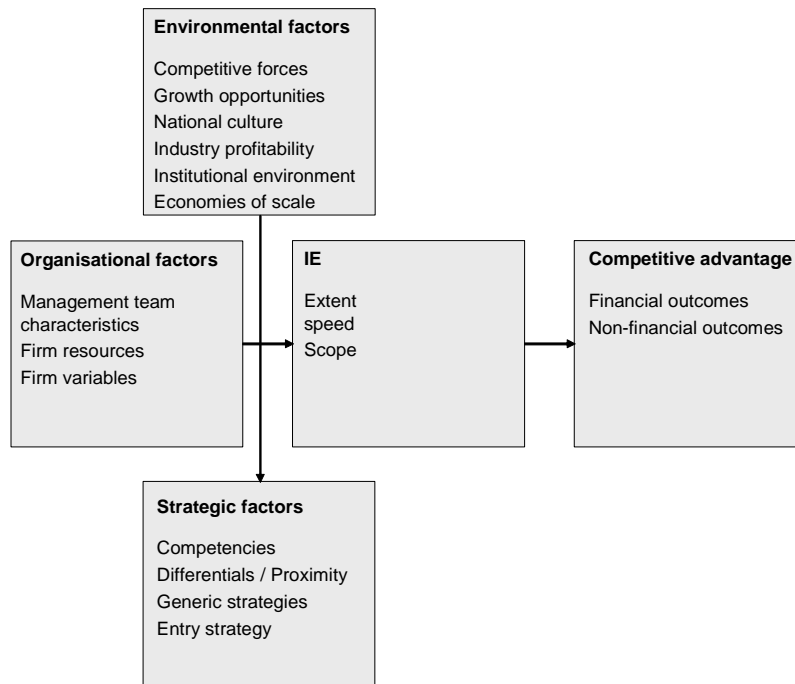 Environmental factors
Competitive forces
Growth opportunities
National culture
Industry profitability
Institutional environment
Economies of scale
Organisational factors
Management team
characteristics
Firm resources
Firm variables
IE
Extent
speed
Scope
Competitive advantage
Financial outcomes
Non-financial outcomes
Strategic factors
Competencies
Differentials / Proximity
Generic strategies
Entry strategy